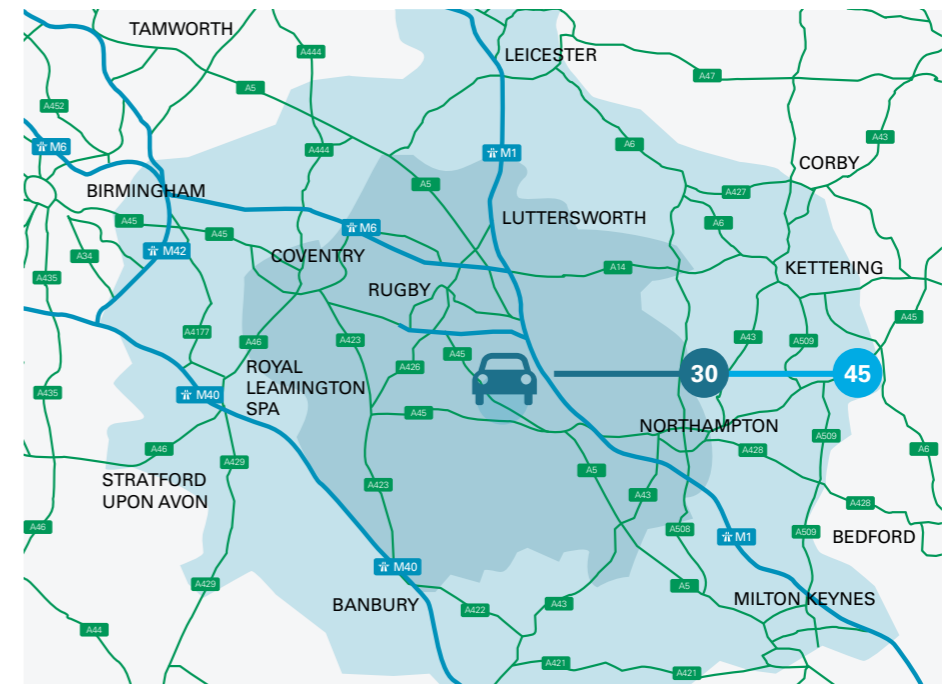 TAMWORTH
A444
LEICESTER
A47
A5
A452
M6
A444
M1
A6
A43
CORBY
A5
A427
BIRMINGHAM
A45
A45
M6
LUTTERSWORTH
A6
A34
M42
COVENTRY
A14
KETTERING
A435
RUGBY
A45
A4177
A46
A423
A45
A43
A509
A426
ROYAL
LEAMINGTON
SPA
30
45
A435
M40
A45
NORTHAMPTON
A509
A428
A6
A46
A429
STRATFORD
UPON AVON
A423
A5
A43
A428
A46
A508
M1
A509
BEDFORD
M40
A429
A5
BANBURY
A422
A43
MILTON KEYNES
A44
A421
A421